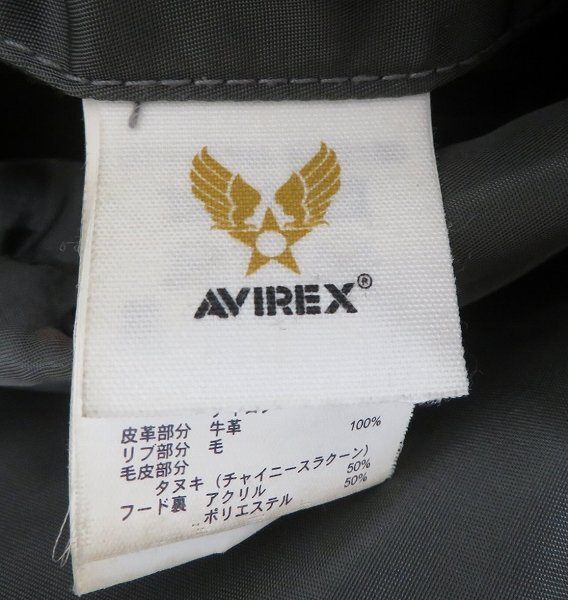 AVIREX®
皮革部分 牛革
リブ部分 毛 100%
毛皮部分
タヌキ (チャイニースラクーン)
フード裏 アクリル 50%
ポリエステル 50%